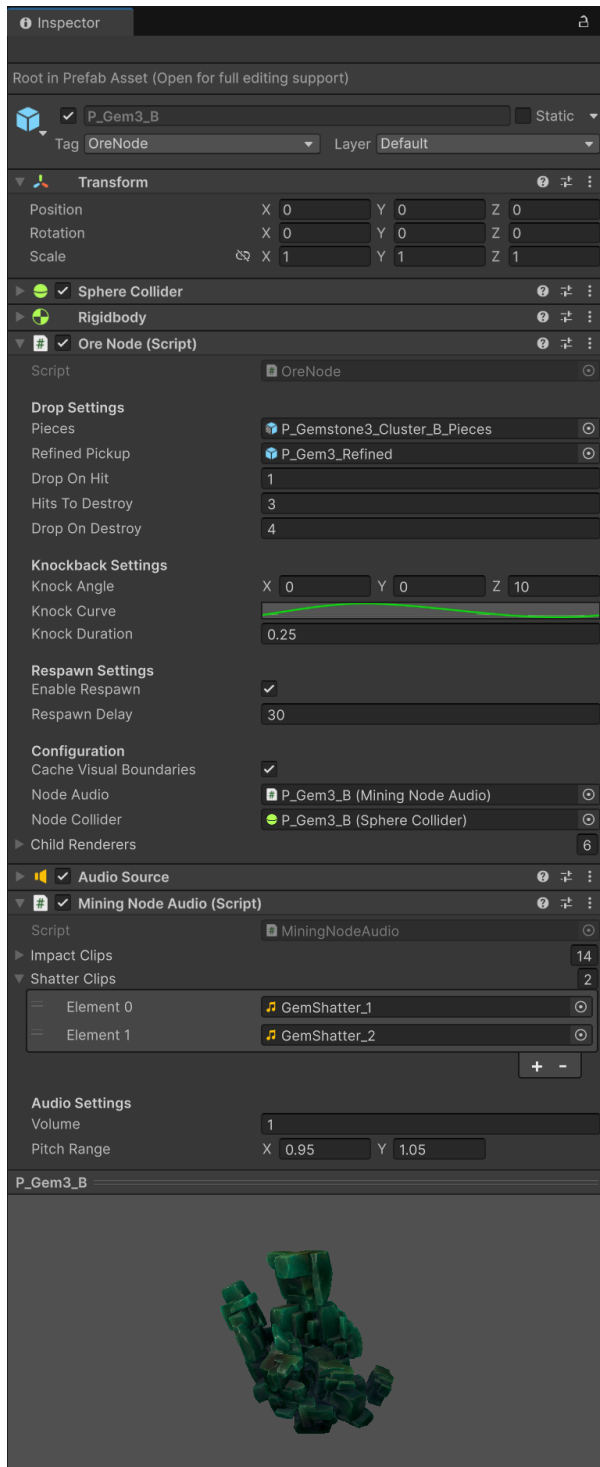 Inspector
Root in Prefab Asset (Open for full editing support)
P_Gem3_B Static
Tag OreNode Layer Default
Transform
Position X 0 Y 0 Z 0
Rotation X 0 Y 0 Z 0
Scale X 1 Y 1 Z 1
Sphere Collider
Rigidbody
# Ore Node (Script)
Script # OreNode
Drop Settings
Pieces P_Gemstone3_Cluster_B_Pieces
Refined Pickup P_Gem3_Refined
Drop On Hit 1
Hits To Destroy 3
Drop On Destroy 4
Knockback Settings
Knock Angle X 0 Y 0 Z 10
Knock Curve
Knock Duration 0.25
Respawn Settings
Enable Respawn
Respawn Delay 30
Configuration
Cache Visual Boundaries
Node Audio # P_Gem3_B (Mining Node Audio)
Node Collider P_Gem3_B (Sphere Collider)
Child Renderers 6
Audio Source
# Mining Node Audio (Script)
Script # MiningNodeAudio
Impact Clips 14
Shatter Clips 2
Element 0 GemShatter_1
Element 1 GemShatter_2
+ -
Audio Settings
Volume 1
Pitch Range X 0.95 Y 1.05
P_Gem3_B